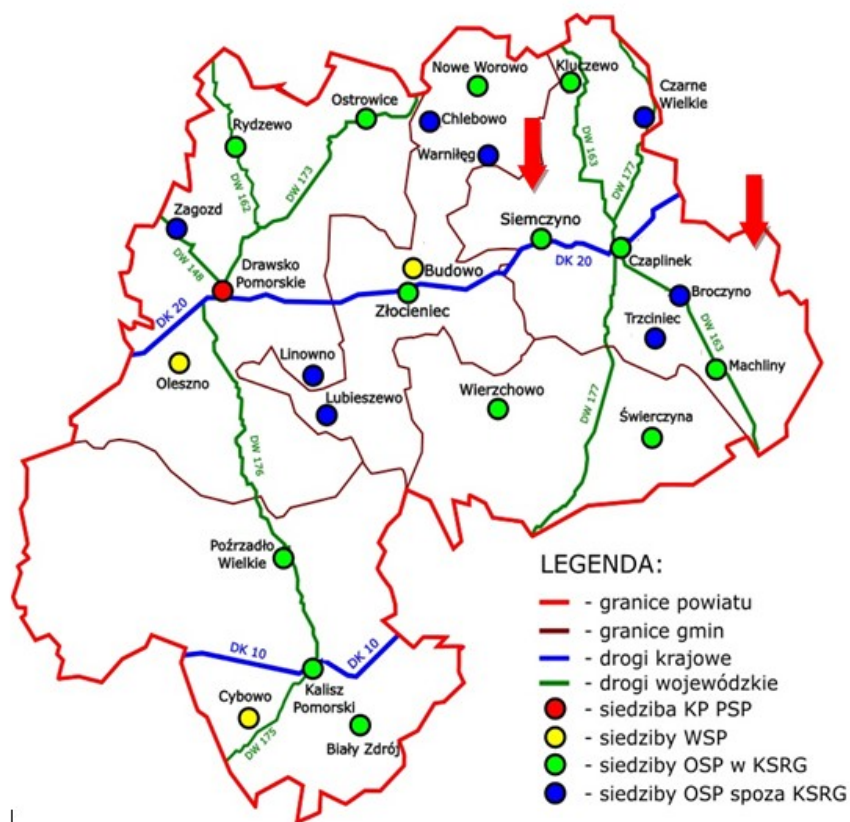 Nowe Worowo
Kluczewo
Czarne
Wielkie
Ostrowice
Chlebowo
Rydzewo
Warniłęg
DW 163
DW 177
DW 173
DW 162
Zagozd
Siemczyno
DW 148
Drawsko
Pomorskie
Budowo
DK 20
Czaplinek
DK 20
Złocieniec
Broczyno
Trzciniec
DW 163
Linowno
Machliny
Oleszno
Lubieszewo
Wierzchowo
DW 177
Świerczyna
DW 176
Poźrzadło
Wielkie
DK 10
DK 10
Kalisz
Pomorski
Cybowo
DW 175
Biały Zdrój
LEGENDA:
- granice powiatu
- granice gmin
- drogi krajowe
- drogi wojewódzkie
- siedziba KP PSP
- siedziby WSP
- siedziby OSP w KSRG
- siedziby OSP spoza KSRG